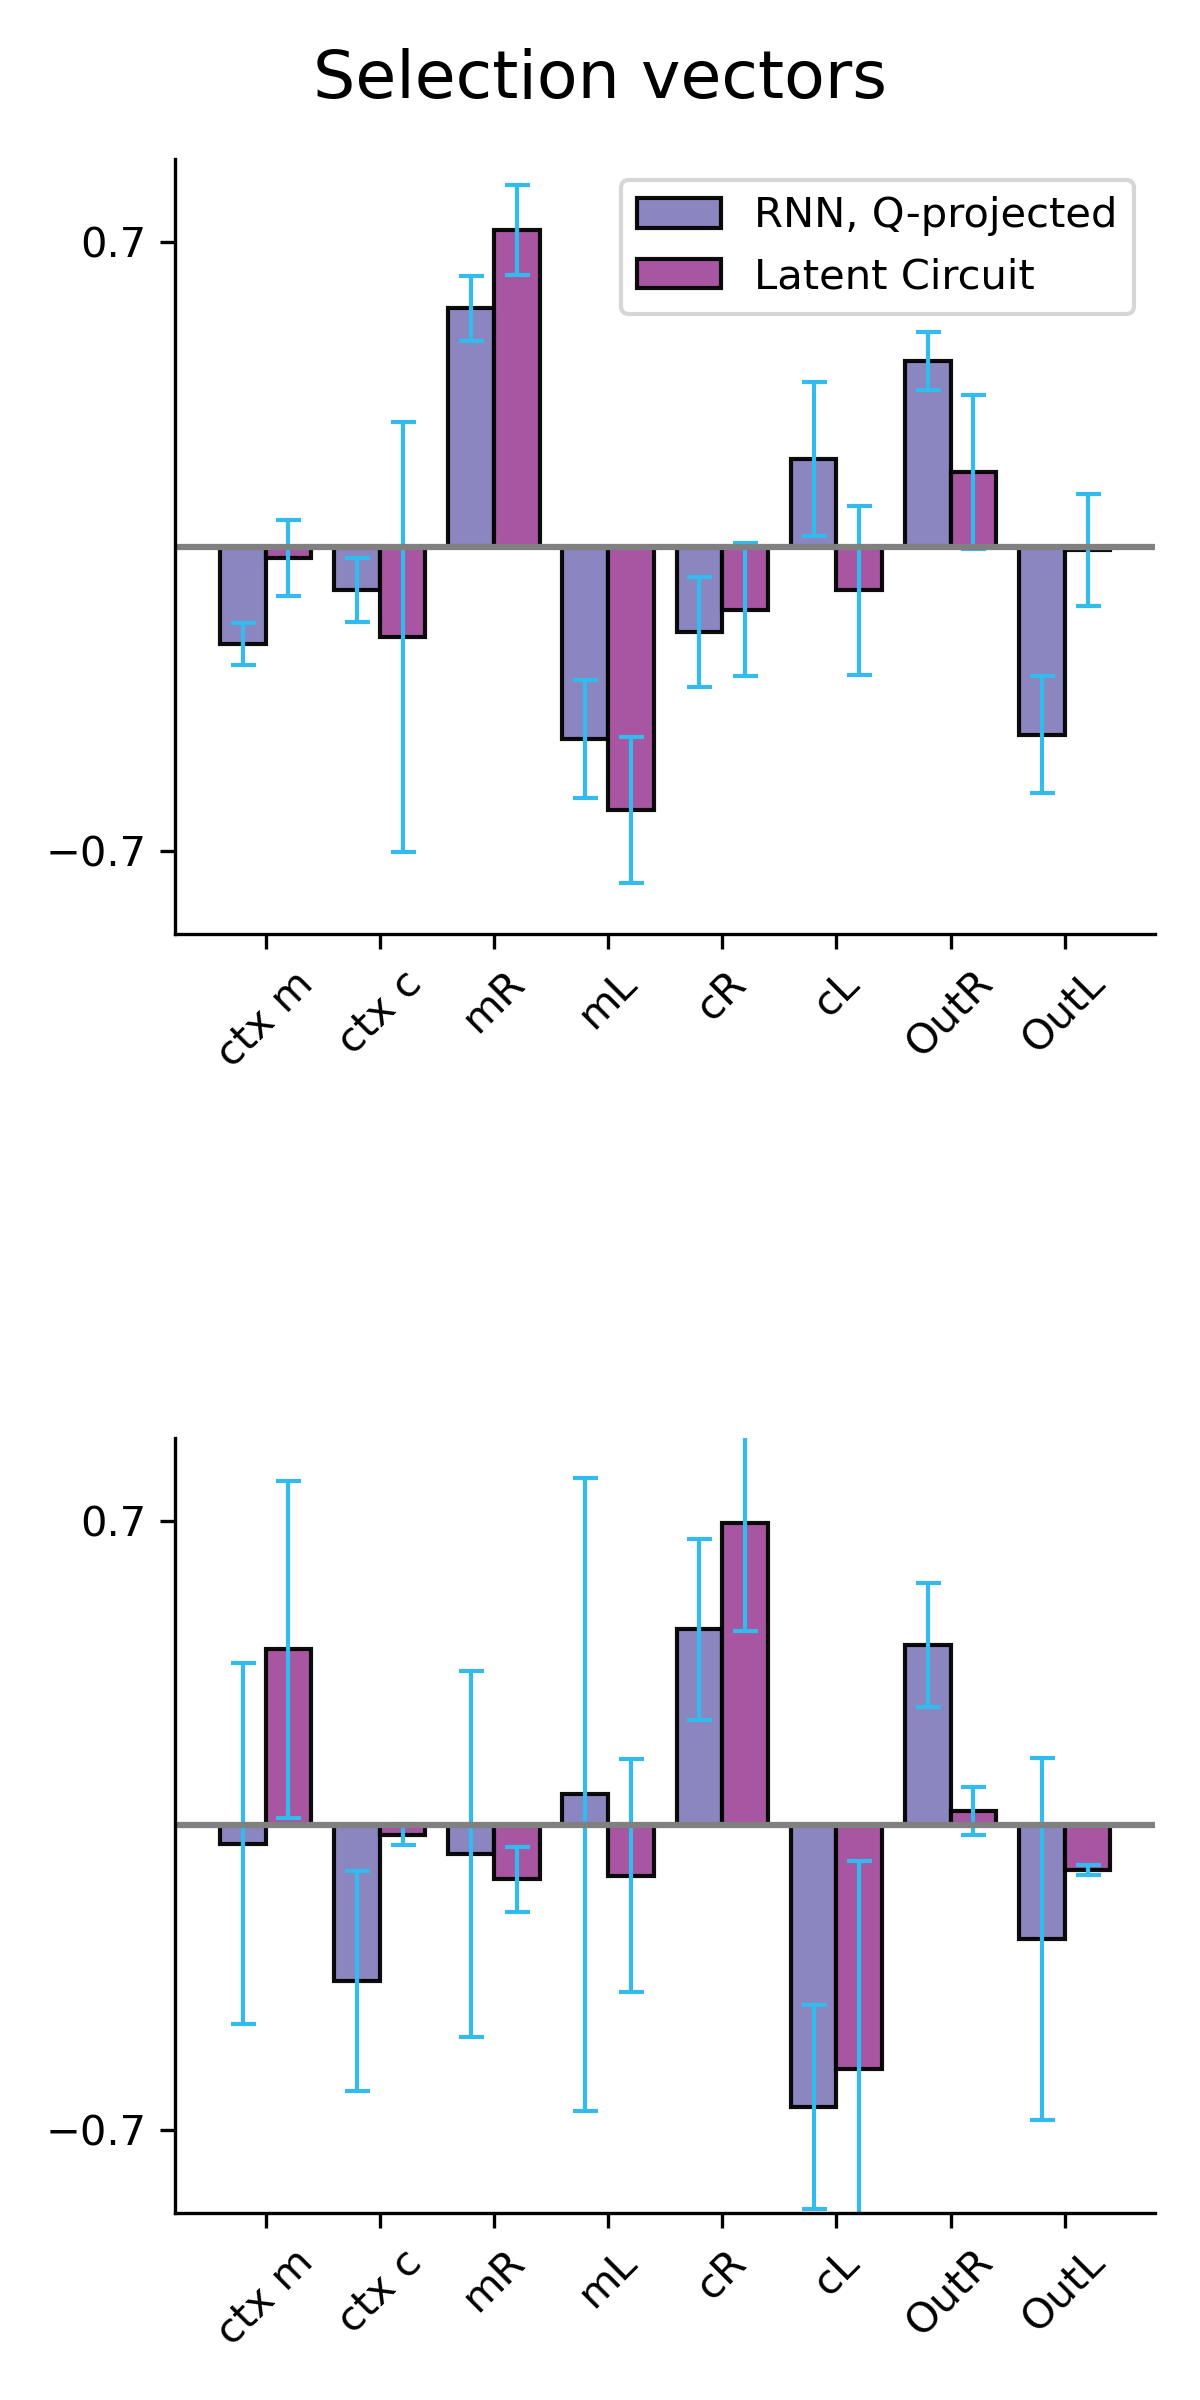 Selection vectors
0.7
−0.7
RNN, Q-projected
Latent Circuit
ctx m
ctx c
mR
mL
cR
cL
OutR
OutL
0.7
−0.7
ctx m
ctx c
mR
mL
cR
cL
OutR
OutL